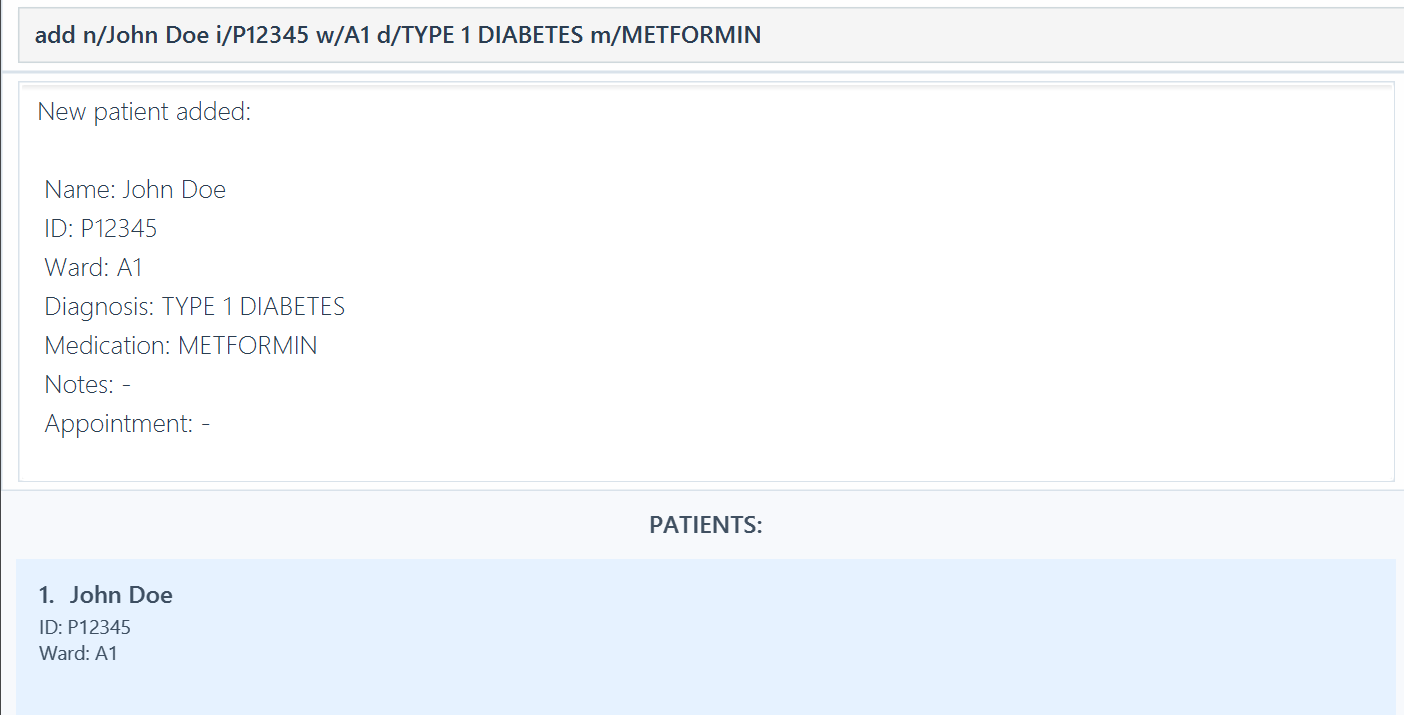 add n/John Doe i/P12345 w/A1 d/TYPE 1 DIABETES m/METFORMIN
New patient added:
Name: John Doe
ID: P12345
Ward: A1
Diagnosis: TYPE 1 DIABETES
Medication: METFORMIN
Notes: -
Appointment: -
PATIENTS:
1. John Doe
ID: P12345
Ward: A1